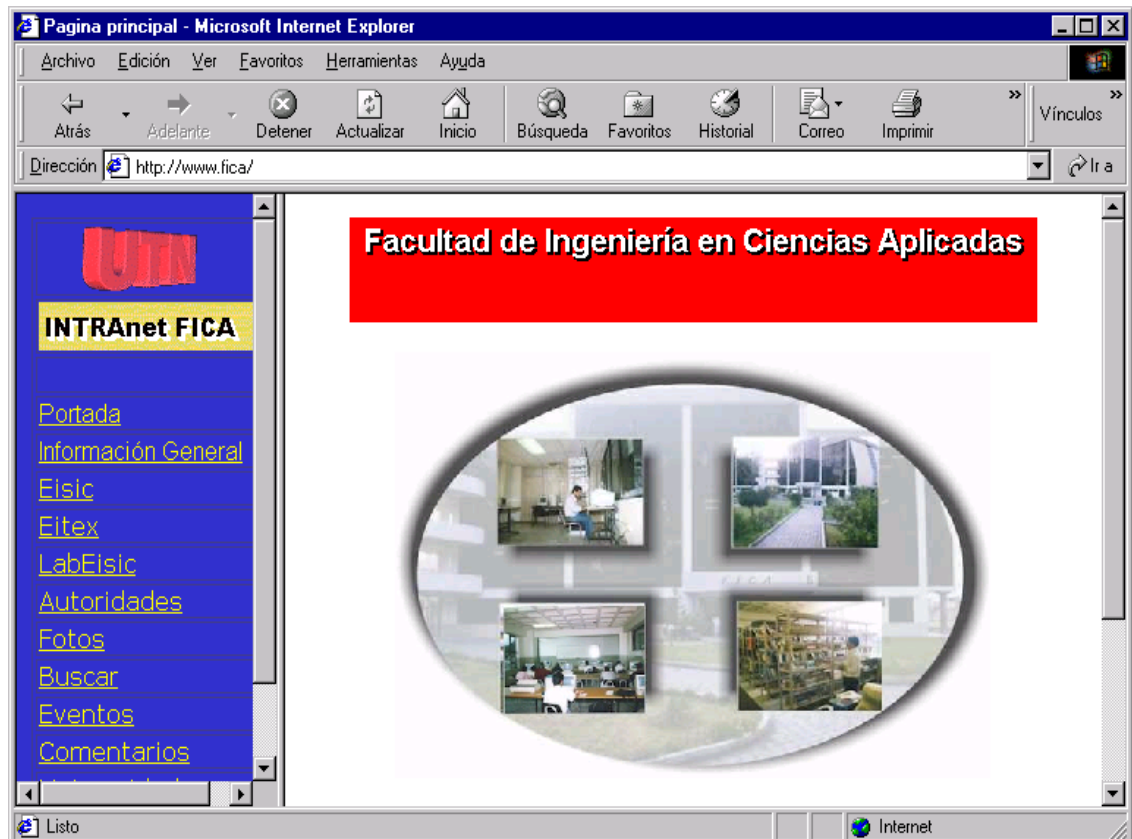 Pagina principal - Microsoft Internet Explorer
Archivo Edición Ver Favoritos Herramientas Ayuda
Atrás Adelante Detener Actualizar Inicio Búsqueda Favoritos Historial Correo Imprimir » Vínculos »
Dirección http://www.fica/ Ir a
UTN
INTRAnet FICA
Portada
Información General
Eisic
Eitex
LabEisic
Autoridades
Fotos
Buscar
Eventos
Comentarios
Facultad de Ingeniería en Ciencias Aplicadas
FICA
Listo Internet